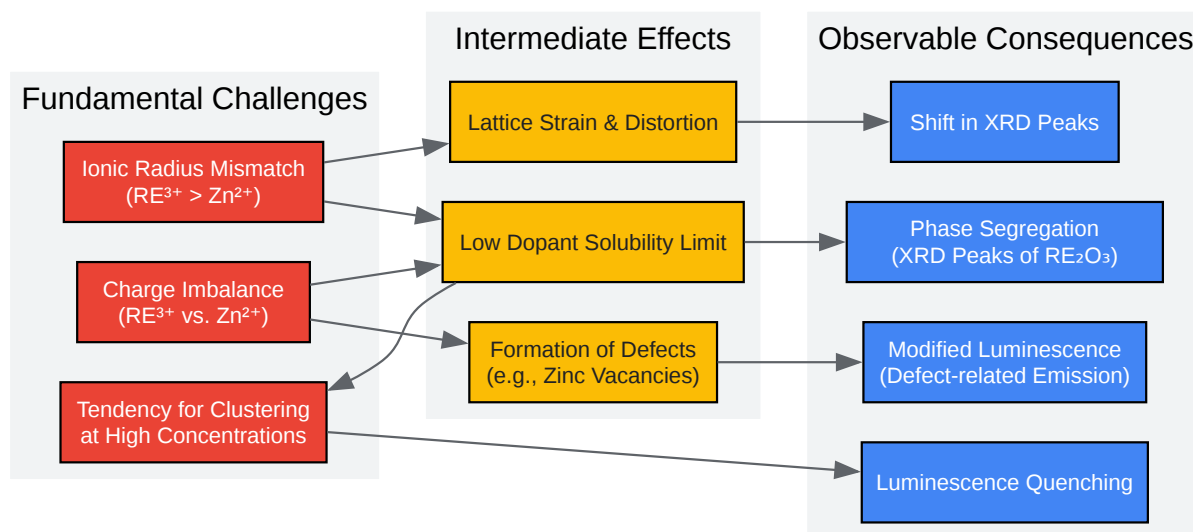 Fundamental Challenges
Ionic Radius Mismatch
(RE³⁺ > Zn²⁺)
Charge Imbalance
(RE³⁺ vs. Zn²⁺)
Tendency for Clustering
at High Concentrations
Intermediate Effects
Lattice Strain & Distortion
Low Dopant Solubility Limit
Formation of Defects
(e.g., Zinc Vacancies)
Observable Consequences
Shift in XRD Peaks
Phase Segregation
(XRD Peaks of RE₂O₃)
Modified Luminescence
(Defect-related Emission)
Luminescence Quenching